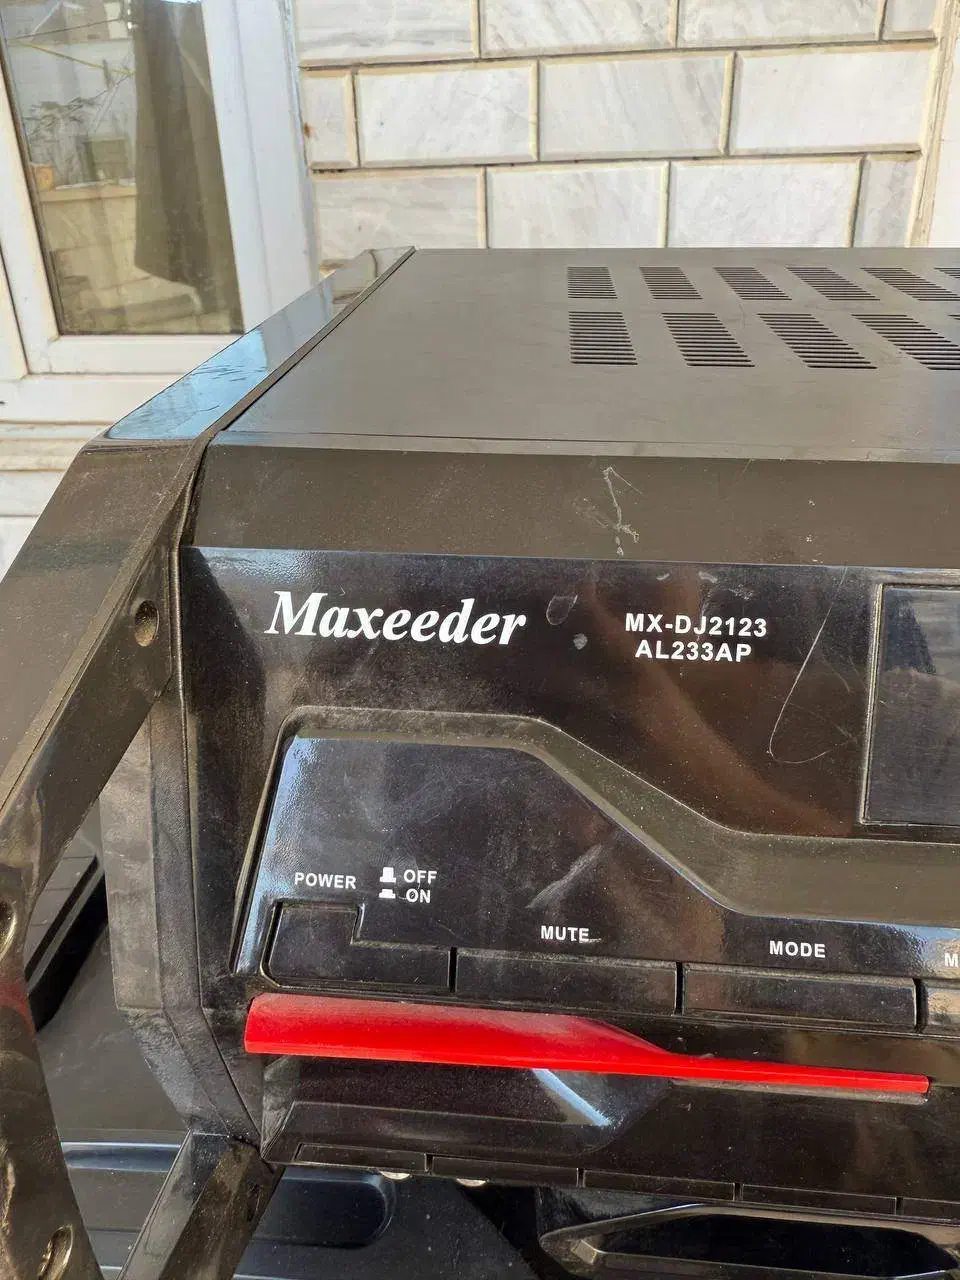 Maxeeder
MX-DJ2123
AL233AP
POWER
OFF
ON
MUTE
MODE
M